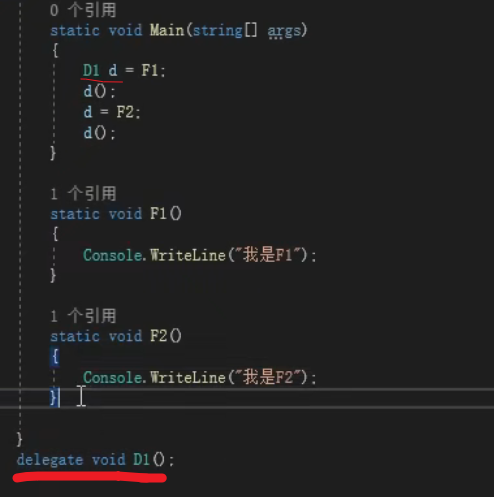 0 个引用
static void Main(string[] args)
{
D1 d = F1;
d();
d = F2;
d();
}
1 个引用
static void F1()
{
Console.WriteLine("我是F1");
}
1 个引用
static void F2()
{
Console.WriteLine("我是F2");
}
}
delegate void D1();